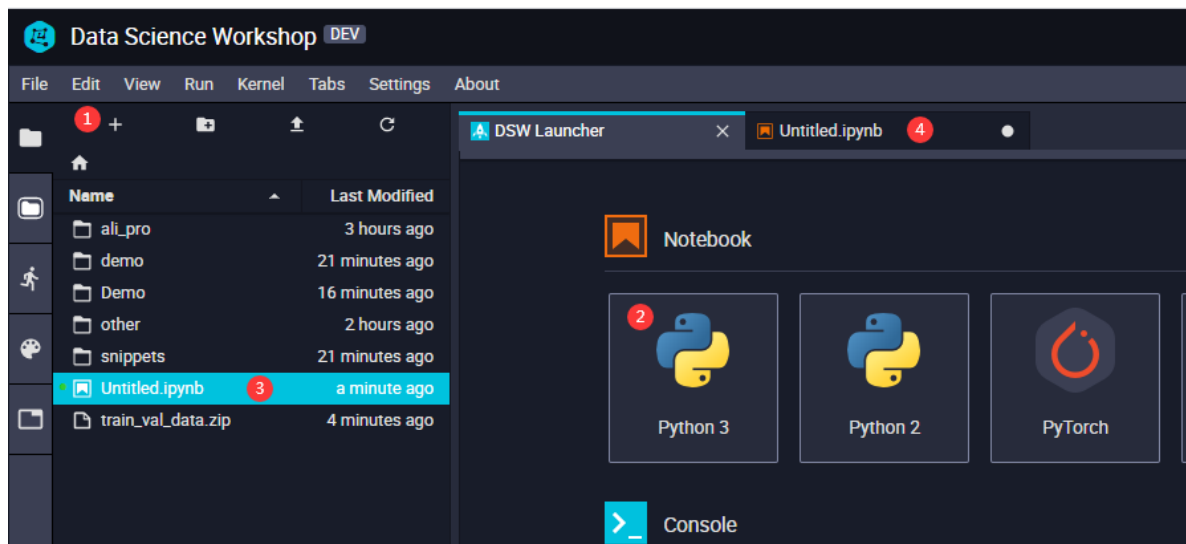 Data Science Workshop DEV
File Edit View Run Kernel Tabs Settings About
1
DSW Launcher Untitled.ipynb 4
Name Last Modified
ali_pro 3 hours ago
demo 21 minutes ago
Demo 16 minutes ago
other 2 hours ago
snippets 21 minutes ago
Untitled.ipynb 3 a minute ago
train_val_data.zip 4 minutes ago
Notebook
2
Python 3 Python 2 PyTorch
Console